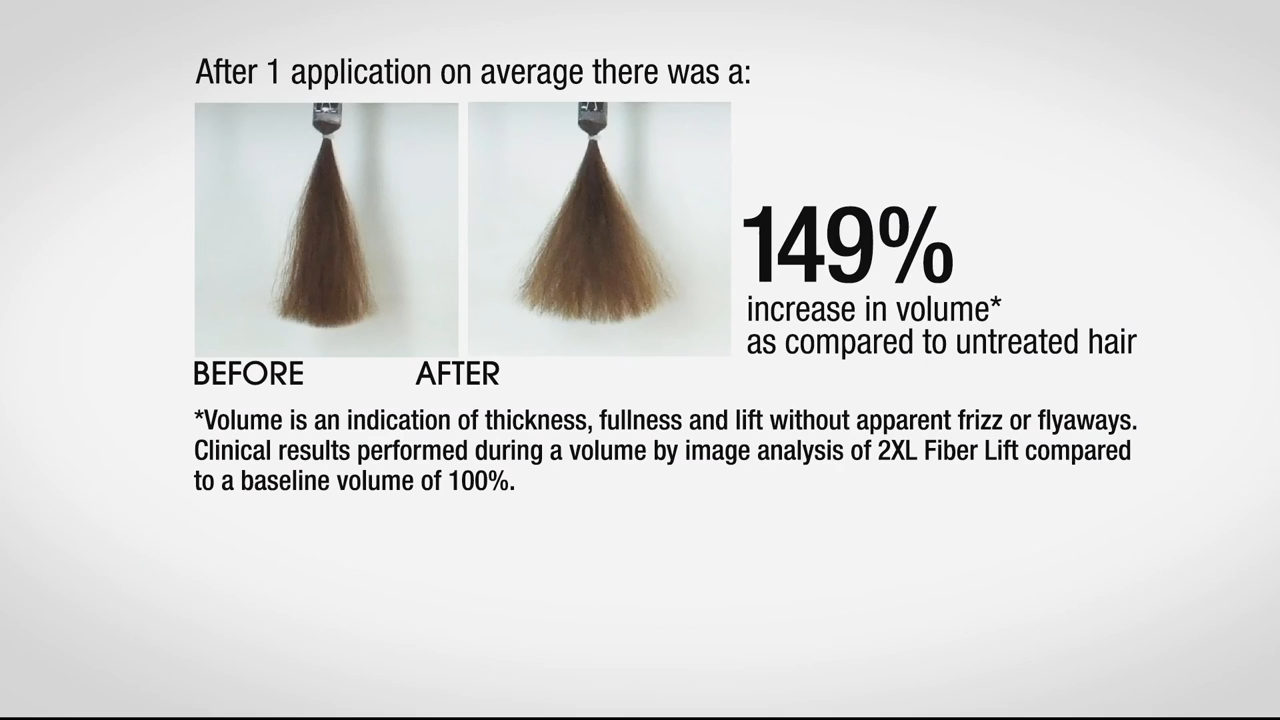 After 1 application on average there was a:
149%
increase in volume*
as compared to untreated hair
BEFORE
AFTER
*Volume is an indication of thickness, fullness and lift without apparent frizz or flyaways.
Clinical results performed during a volume by image analysis of 2XL Fiber Lift compared
to a baseline volume of 100%.